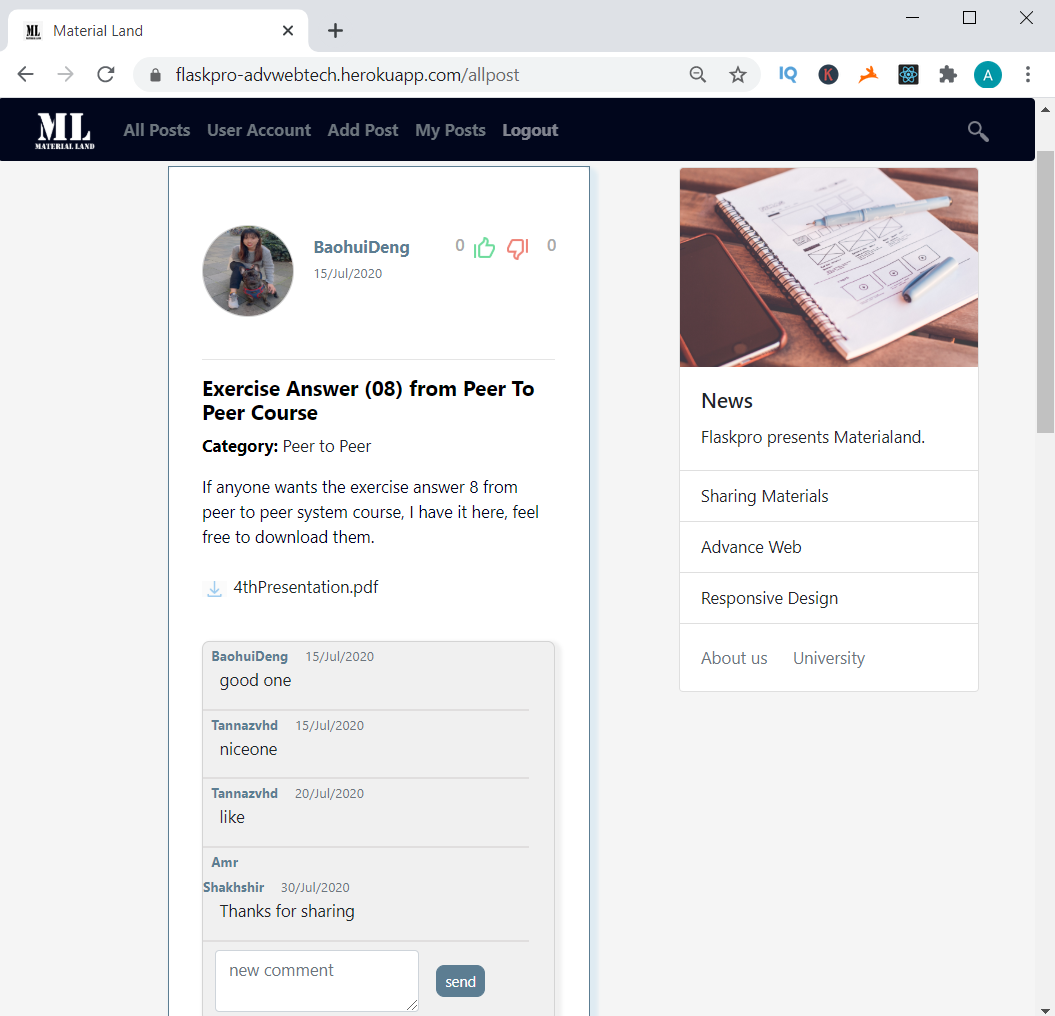 ML Material Land
flaskpro-advwebtech.herokuapp.com/allpost
IQ K A
ML
MATERIAL LAND
All Posts User Account Add Post My Posts Logout
BaohuiDeng 0 0
15/Jul/2020
Exercise Answer (08) from Peer To
Peer Course
Category: Peer to Peer
If anyone wants the exercise answer 8 from
peer to peer system course, I have it here, feel
free to download them.
4thPresentation.pdf
BaohuiDeng 15/Jul/2020
good one
Tannazvhd 15/Jul/2020
niceone
Tannazvhd 20/Jul/2020
like
Amr
Shakhshir 30/Jul/2020
Thanks for sharing
new comment send
News
Flaskpro presents Materialand.
Sharing Materials
Advance Web
Responsive Design
About us University